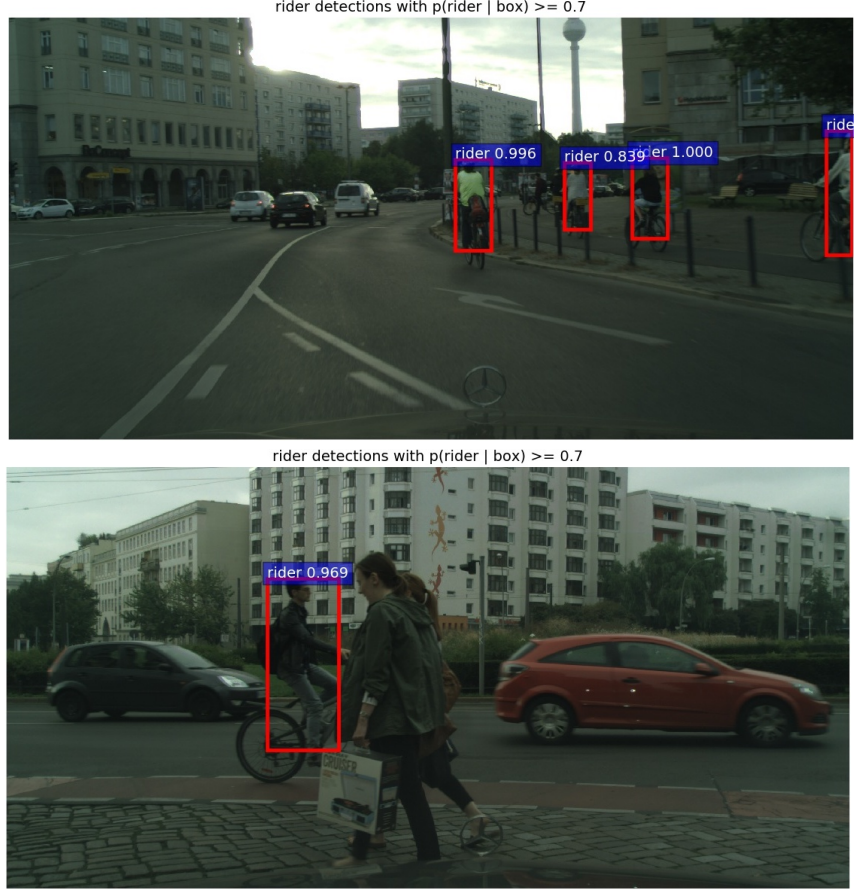 rider detections with p(rider | box) >= 0.7
rider 0.996
rider 0.839
rider 1.000
ride
rider detections with p(rider | box) >= 0.7
rider 0.969
CRUISER